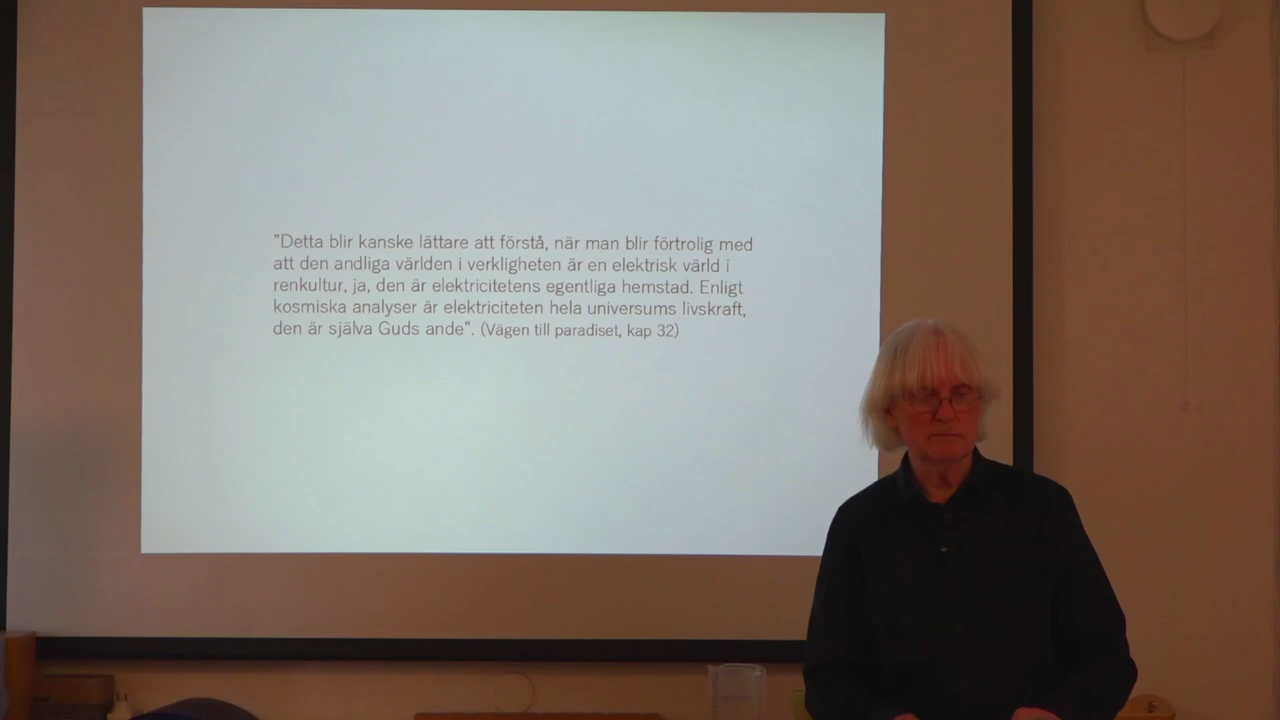 "Detta blir kanske lättare att förstå, när man blir förtrolig med
att den andliga världen i verkligheten är en elektrisk värld i
renkultur, ja, den är elektricitetens egentliga hemstad. Enligt
kosmiska analyser är elektriciteten hela universums livskraft,
den är själva Guds ande". (Vägen till paradiset, kap 32)